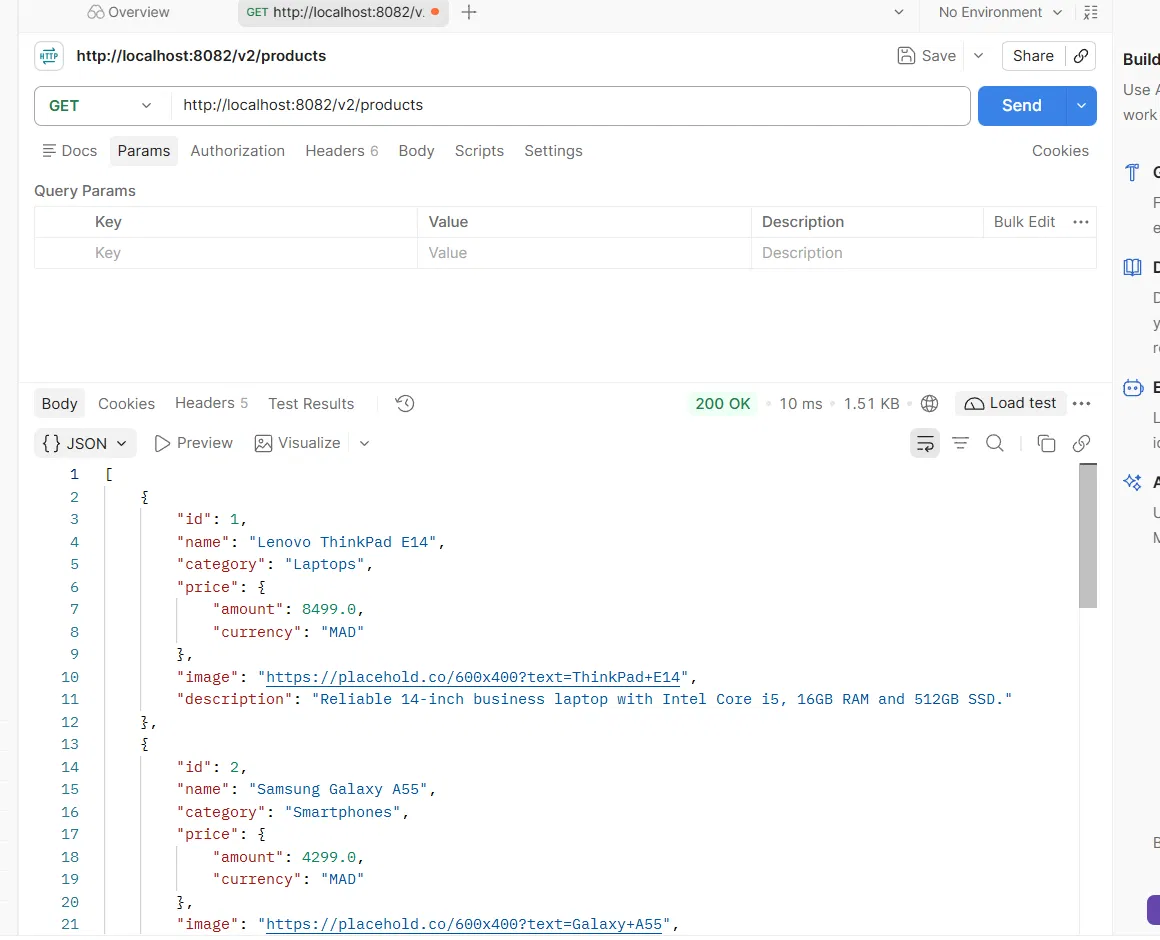 Overview
GET http://localhost:8082/v.
No Environment
HTTP
http://localhost:8082/v2/products
Save
Share
GET
http://localhost:8082/v2/products
Send
Docs
Params
Authorization
Headers 6
Body
Scripts
Settings
Cookies
Query Params
Key Value Description Bulk Edit
Key Value Description
Body
Cookies
Headers 5
Test Results
200 OK
10 ms
1.51 KB
Load test
{} JSON
Preview
Visualize
1 [
2 {
3 "id": 1,
4 "name": "Lenovo ThinkPad E14",
5 "category": "Laptops",
6 "price": {
7 "amount": 8499.0,
8 "currency": "MAD"
9 },
10 "image": "https://placehold.co/600x400?text=ThinkPad+E14",
11 "description": "Reliable 14-inch business laptop with Intel Core i5, 16GB RAM and 512GB SSD."
12 },
13 {
14 "id": 2,
15 "name": "Samsung Galaxy A55",
16 "category": "Smartphones",
17 "price": {
18 "amount": 4299.0,
19 "currency": "MAD"
20 },
21 "image": "https://placehold.co/600x400?text=Galaxy+A55",
Build
Use A
work